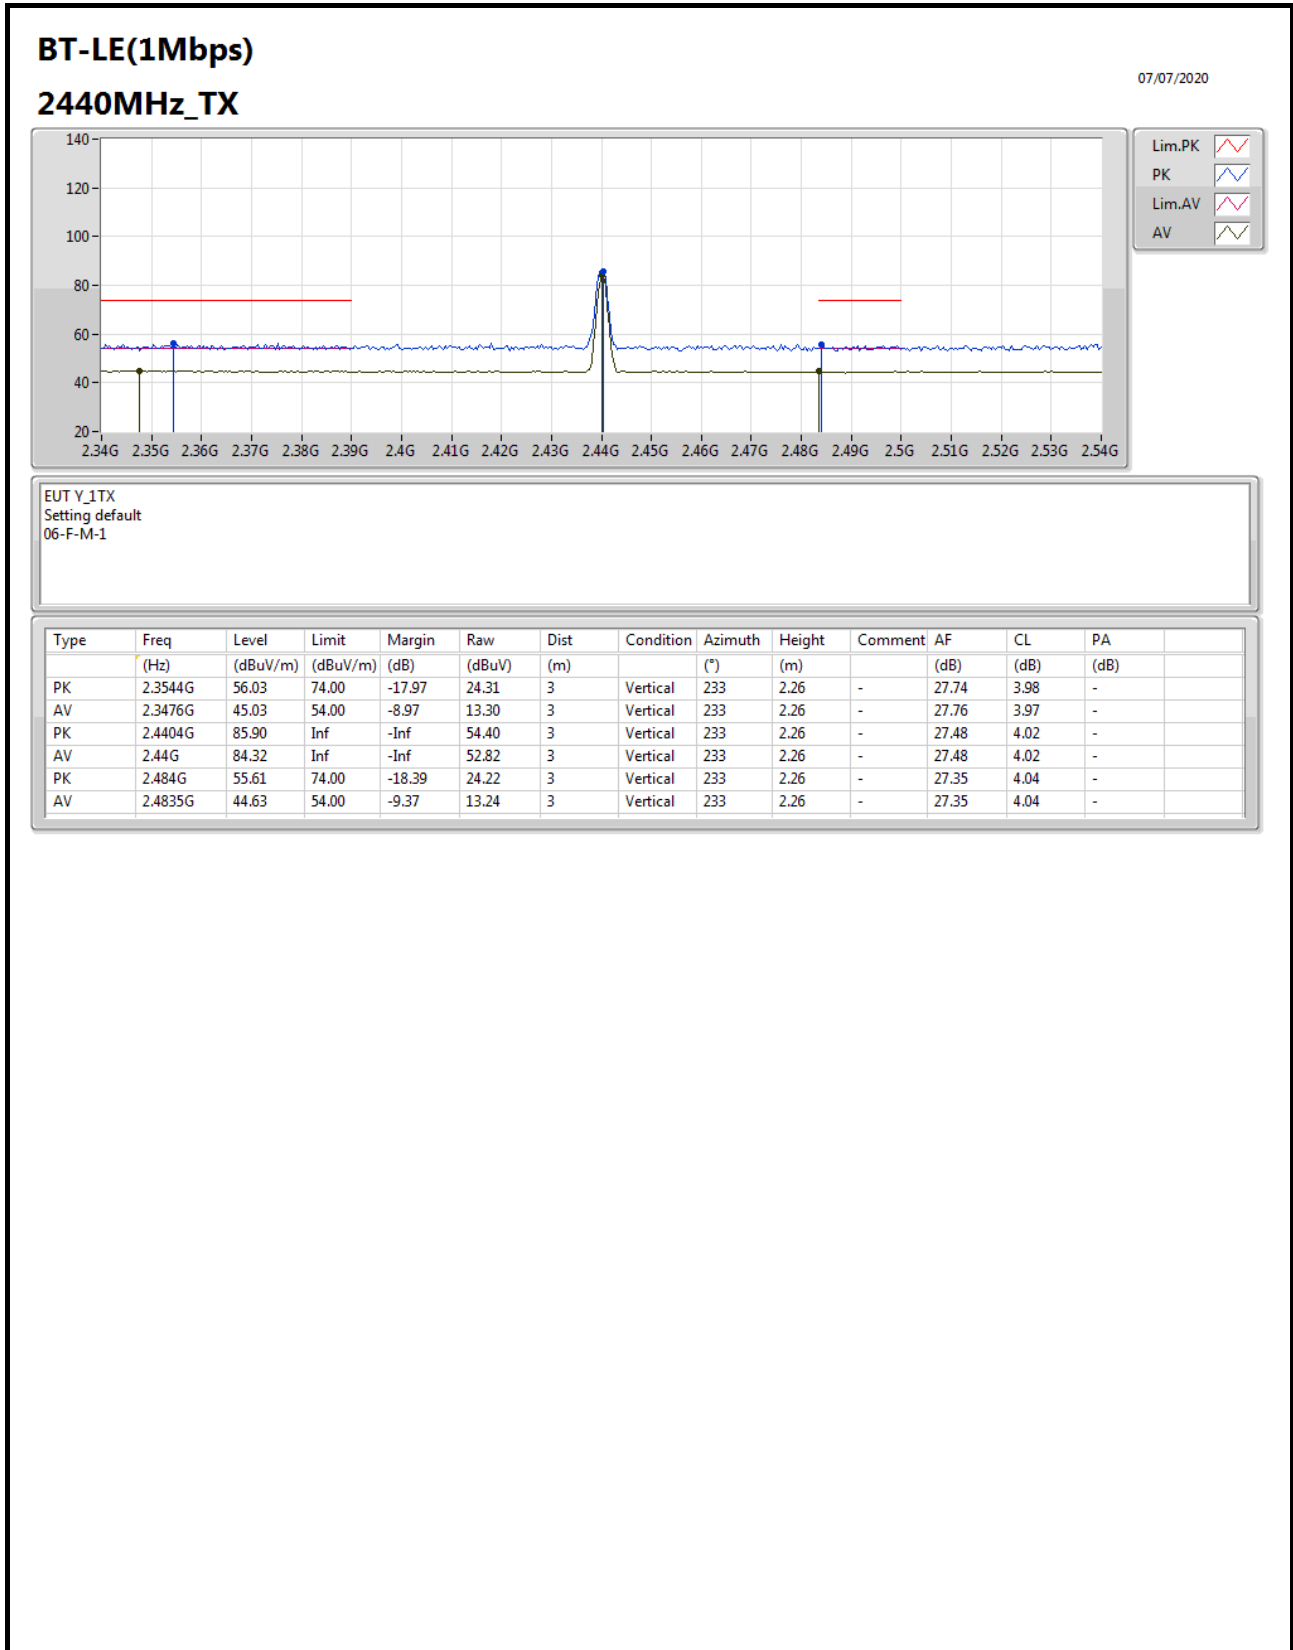 BT-LE(1Mbps)
07/07/2020
2440MHz_TX
140
120
100
80
60
40
20
2.34G 2.35G 2.36G 2.37G 2.38G 2.39G 2.4G 2.41G 2.42G 2.43G 2.44G 2.45G 2.46G 2.47G 2.48G 2.49G 2.5G 2.51G 2.52G 2.53G 2.54G
Lim.PK
PK
Lim.AV
AV
EUT Y_1TX
Setting default
06-F-M-1
Type Freq Level Limit Margin Raw Dist Condition Azimuth Height Comment AF CL PA
(Hz) (dBuV/m) (dBuV/m) (dB) (dBuV) (m) (°) (m) (dB) (dB) (dB)
PK 2.3544G 56.03 74.00 -17.97 24.31 3 Vertical 233 2.26 - 27.74 3.98 -
AV 2.3476G 45.03 54.00 -8.97 13.30 3 Vertical 233 2.26 - 27.76 3.97 -
PK 2.4404G 85.90 Inf -Inf 54.40 3 Vertical 233 2.26 - 27.48 4.02 -
AV 2.44G 84.32 Inf -Inf 52.82 3 Vertical 233 2.26 - 27.48 4.02 -
PK 2.484G 55.61 74.00 -18.39 24.22 3 Vertical 233 2.26 - 27.35 4.04 -
AV 2.4835G 44.63 54.00 -9.37 13.24 3 Vertical 233 2.26 - 27.35 4.04 -